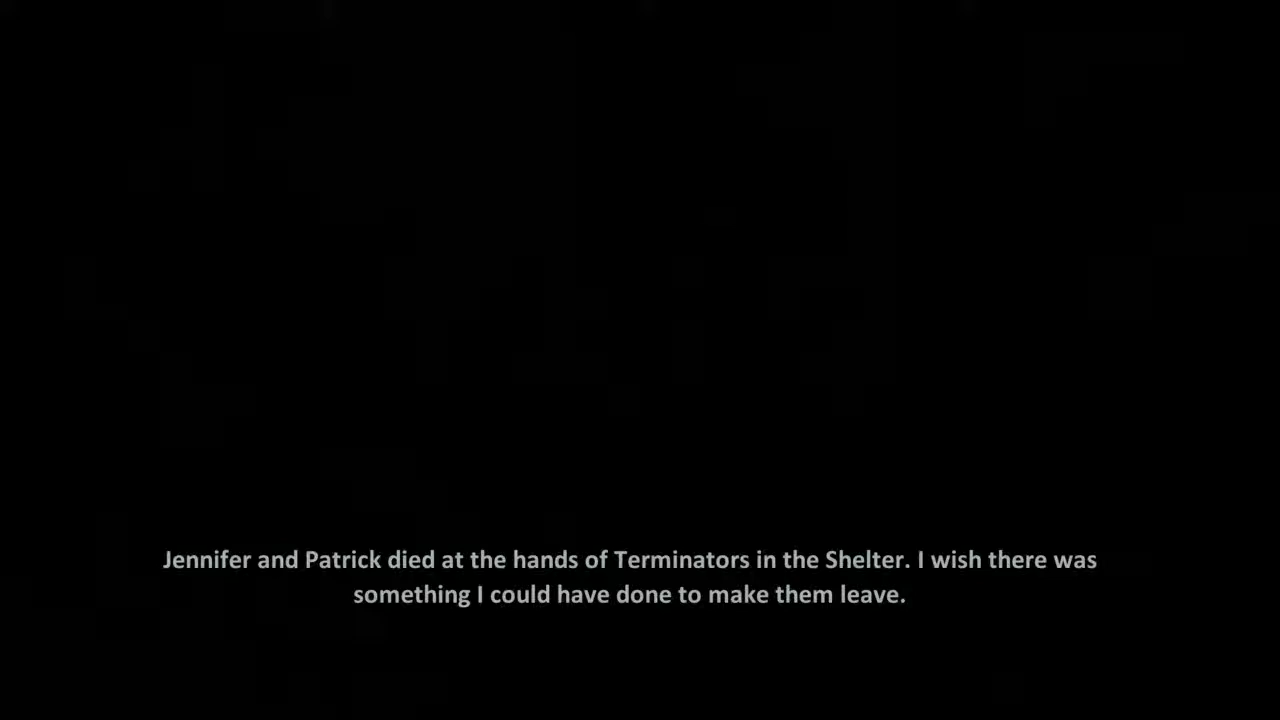 Jennifer and Patrick died at the hands of Terminators in the Shelter. I wish there was
something I could have done to make them leave.